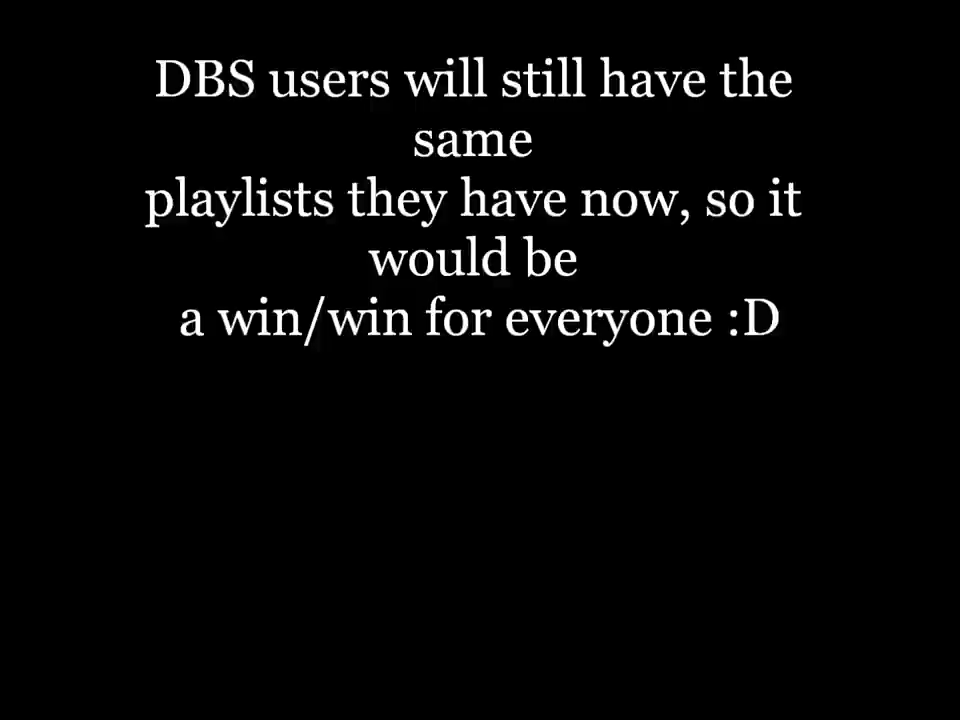 DBS users will still have the
same
playlists they have now, so it
would be
a win/win for everyone :D